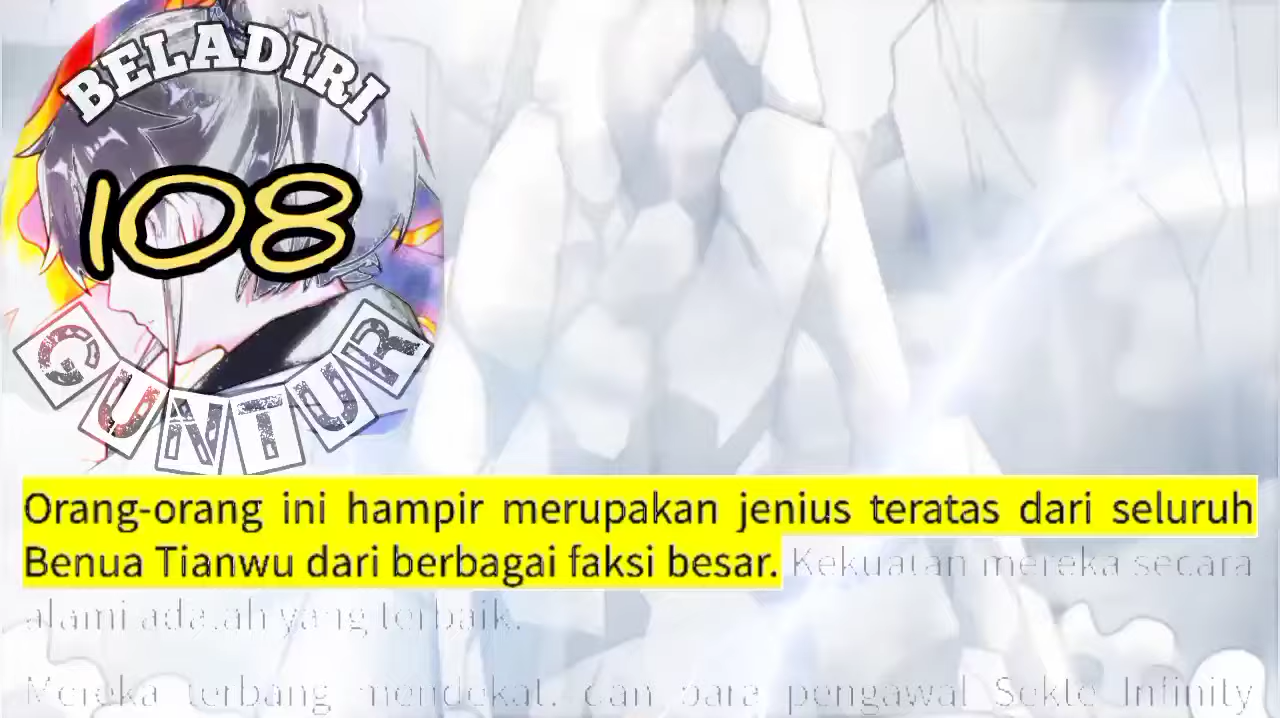 BELADIRI
108
GUNTUR
Orang-orang ini hampir merupakan jenius teratas dari seluruh
Benua Tianwu dari berbagai faksi besar. Kekuatan mereka secara
alami adalah yang terbaik.
Mereka terbang mendekat, dan para pengawal Sekte Infinity